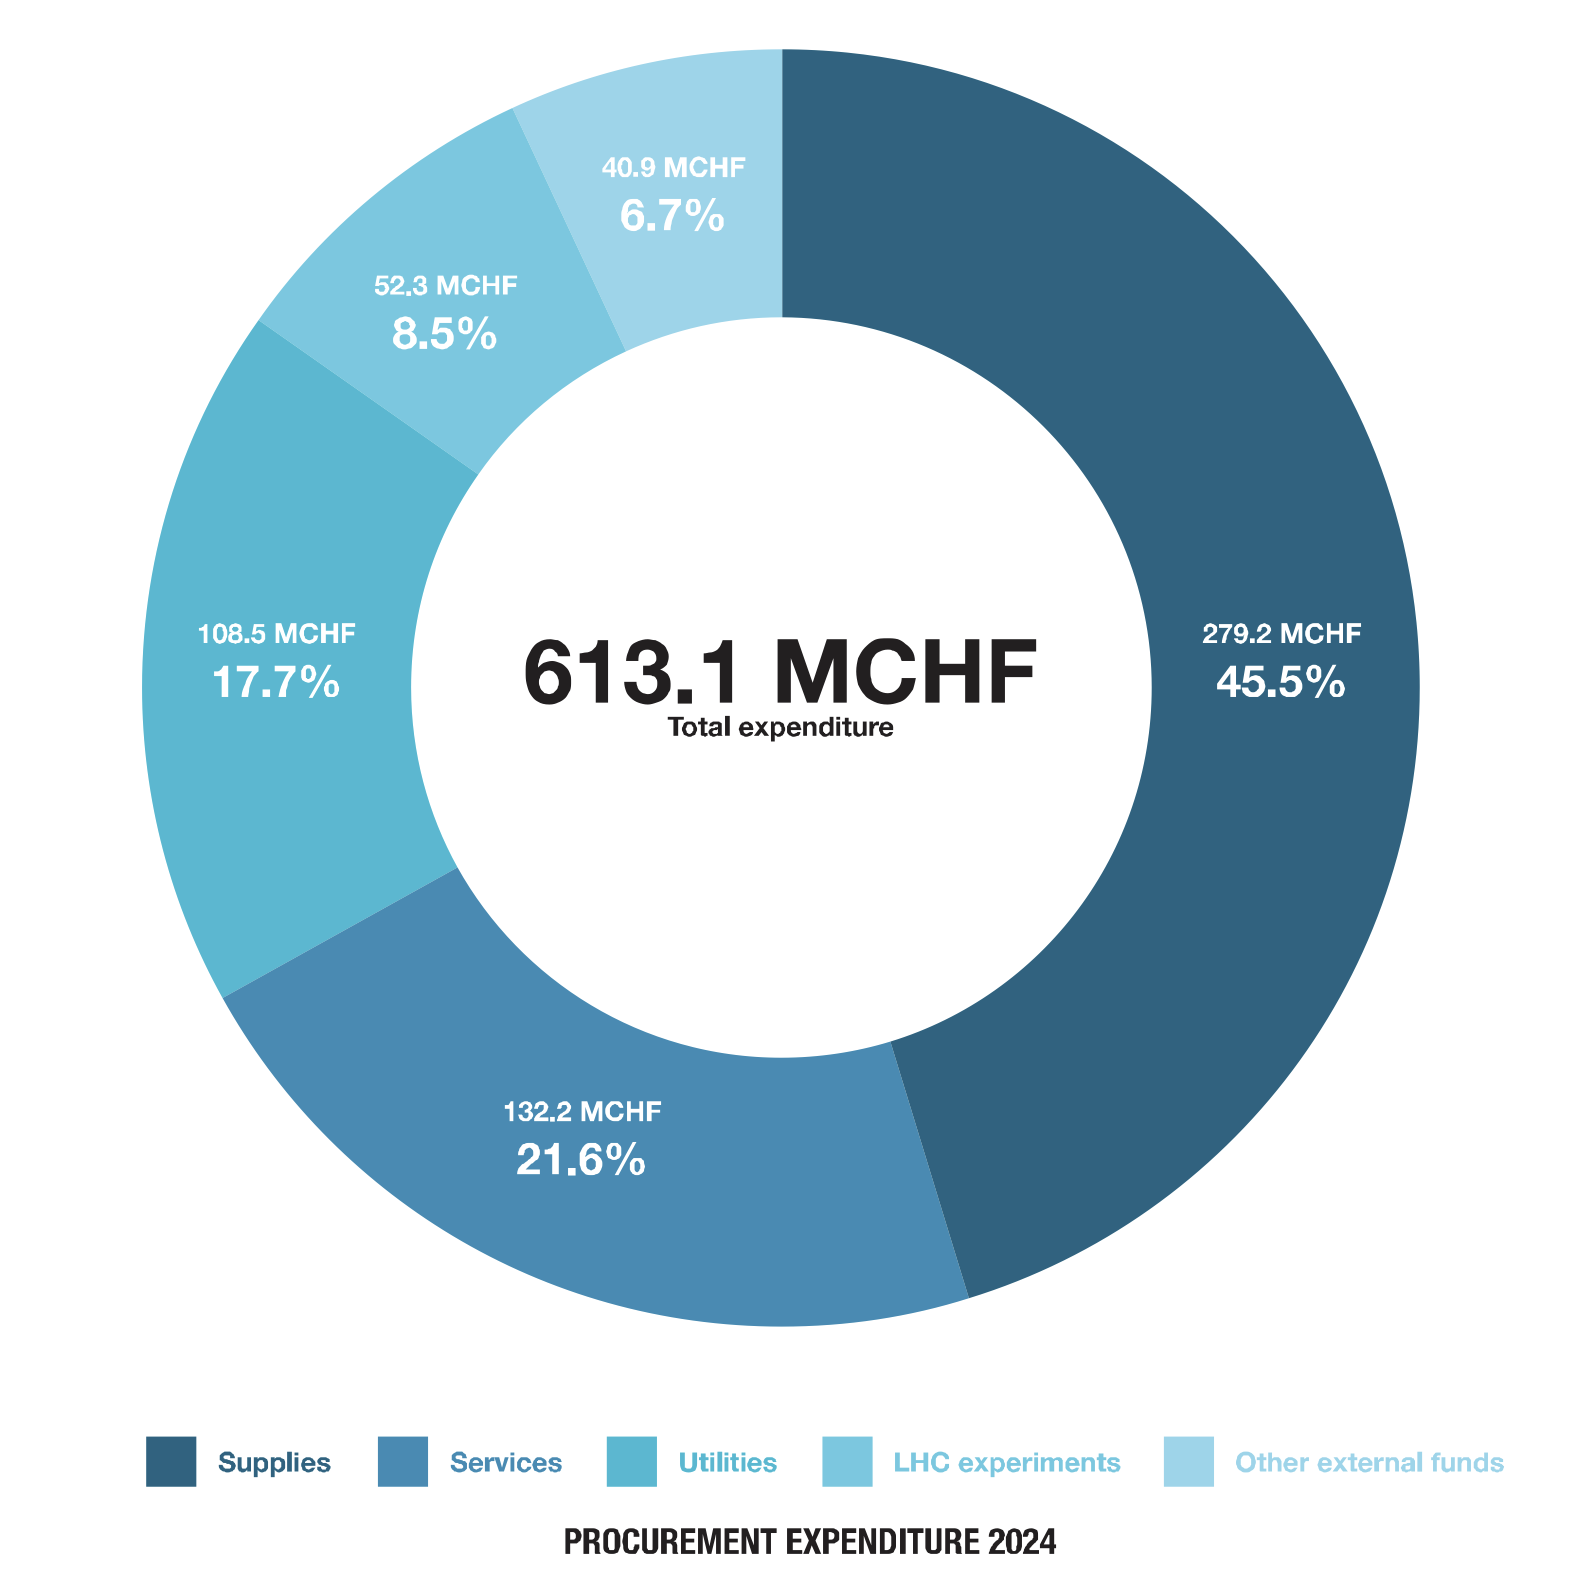 40.9 MCHF
6.7%
52.3 MCHF
8.5%
108.5 MCHF
17.7%
279.2 MCHF
45.5%
613.1 MCHF
Total expenditure
132.2 MCHF
21.6%
Supplies
Services
Utilities
LHC experiments
Other external funds
PROCUREMENT EXPENDITURE 2024